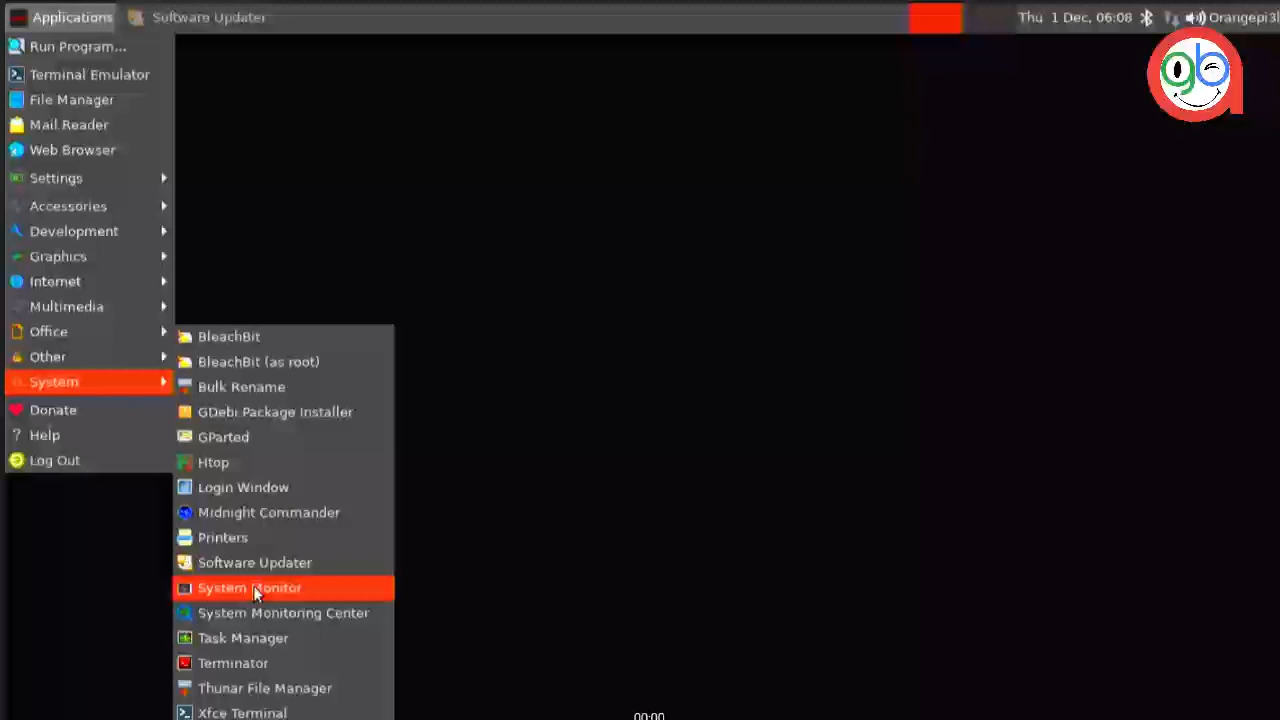 Applications Software Updater Thu 1 Dec, 06:08 Orangepi3l
gb
Run Program...
Terminal Emulator
File Manager
Mail Reader
Web Browser
Settings
Accessories
Development
Graphics
Internet
Multimedia
Office
Other
System
Donate
Help
Log Out
BleachBit
BleachBit (as root)
Bulk Rename
GDebi Package Installer
GParted
Htop
Login Window
Midnight Commander
Printers
Software Updater
System Monitor
System Monitoring Center
Task Manager
Terminator
Thunar File Manager
Xfce Terminal
00:00